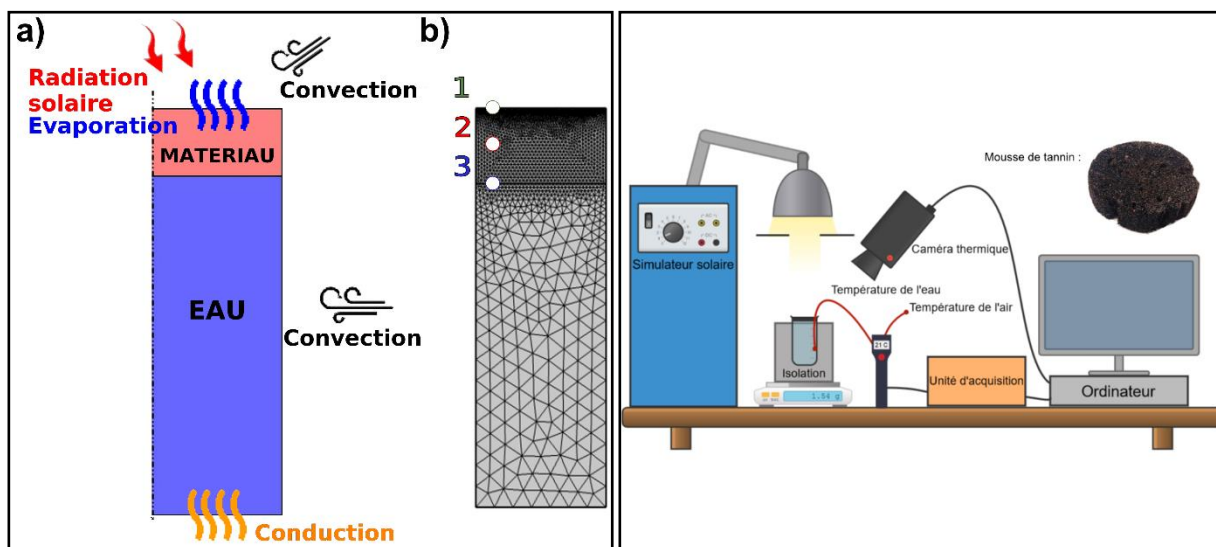 a)
Radiation
solaire
Evaporation
Convection
MATERIAU
EAU
Convection
Conduction
b)
1
2
3
Simulateur solaire
Mousse de tannin :
Caméra thermique
Température de l'eau
Température de l'air
21 C
Isolation
1.54 g
Unité d'acquisition
Ordinateur